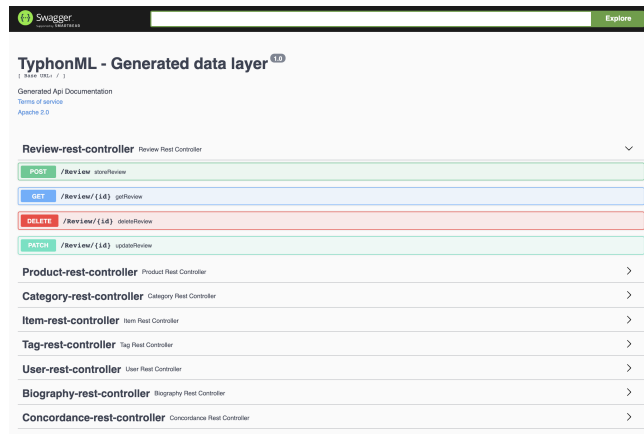 Swagger
Supported by SMARTBEAR
Explore
TyphonML - Generated data layer 1.0
[ Base URL: / ]
Generated Api Documentation
Terms of service
Apache 2.0
Review-rest-controller Review Rest Controller
POST /Review storeReview
GET /Review/{id} getReview
DELETE /Review/{id} deleteReview
PATCH /Review/{id} updateReview
Product-rest-controller Product Rest Controller
Category-rest-controller Category Rest Controller
Item-rest-controller Item Rest Controller
Tag-rest-controller Tag Rest Controller
User-rest-controller User Rest Controller
Biography-rest-controller Biography Rest Controller
Concordance-rest-controller Concordance Rest Controller